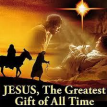 JESUS, The Greatest
Gift of All Time